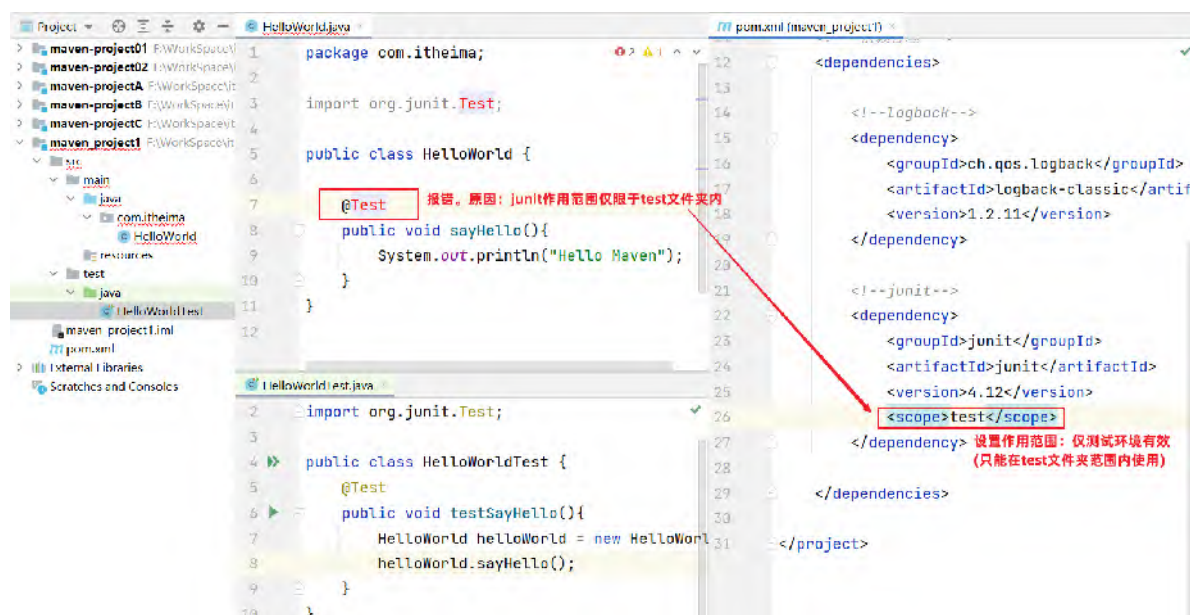 Project
maven-project01 F:\WorkSpace\i
maven-project02 F:\WorkSpace\i
maven-projectA F:\WorkSpace\it
maven-projectB F:\WorkSpace\it
maven-projectC F:\WorkSpace\it
maven_project1 F:\WorkSpace\it
src
main
java
com.itheima
HelloWorld
resources
test
java
HelloWorldTest
maven_project1.iml
pom.xml
External Libraries
Scratches and Consoles
HelloWorld.java
2 1
1 package com.itheima;
2
3 import org.junit.Test;
4
5 public class HelloWorld {
6
7 @Test
报错。原因：junit作用范围仅限于test文件夹内
8 public void sayHello(){
9 System.out.println("Hello Maven");
10 }
11 }
12
HelloWorldTest.java
2 import org.junit.Test;
3
4 public class HelloWorldTest {
5 @Test
6 public void testSayHello(){
7 HelloWorld helloWorld = new HelloWorl
8 helloWorld.sayHello();
9 }
10 }
pom.xml (maven_project1)
12 <dependencies>
13
14 <!--logback-->
15 <dependency>
16 <groupId>ch.qos.logback</groupId>
17 <artifactId>logback-classic</artif
18 <version>1.2.11</version>
19 </dependency>
20
21 <!--junit-->
22 <dependency>
23 <groupId>junit</groupId>
24 <artifactId>junit</artifactId>
25 <version>4.12</version>
26 <scope>test</scope>
27 </dependency>
设置作用范围：仅测试环境有效
(只能在test文件夹范围内使用)
28
29 </dependencies>
30
31 </project>